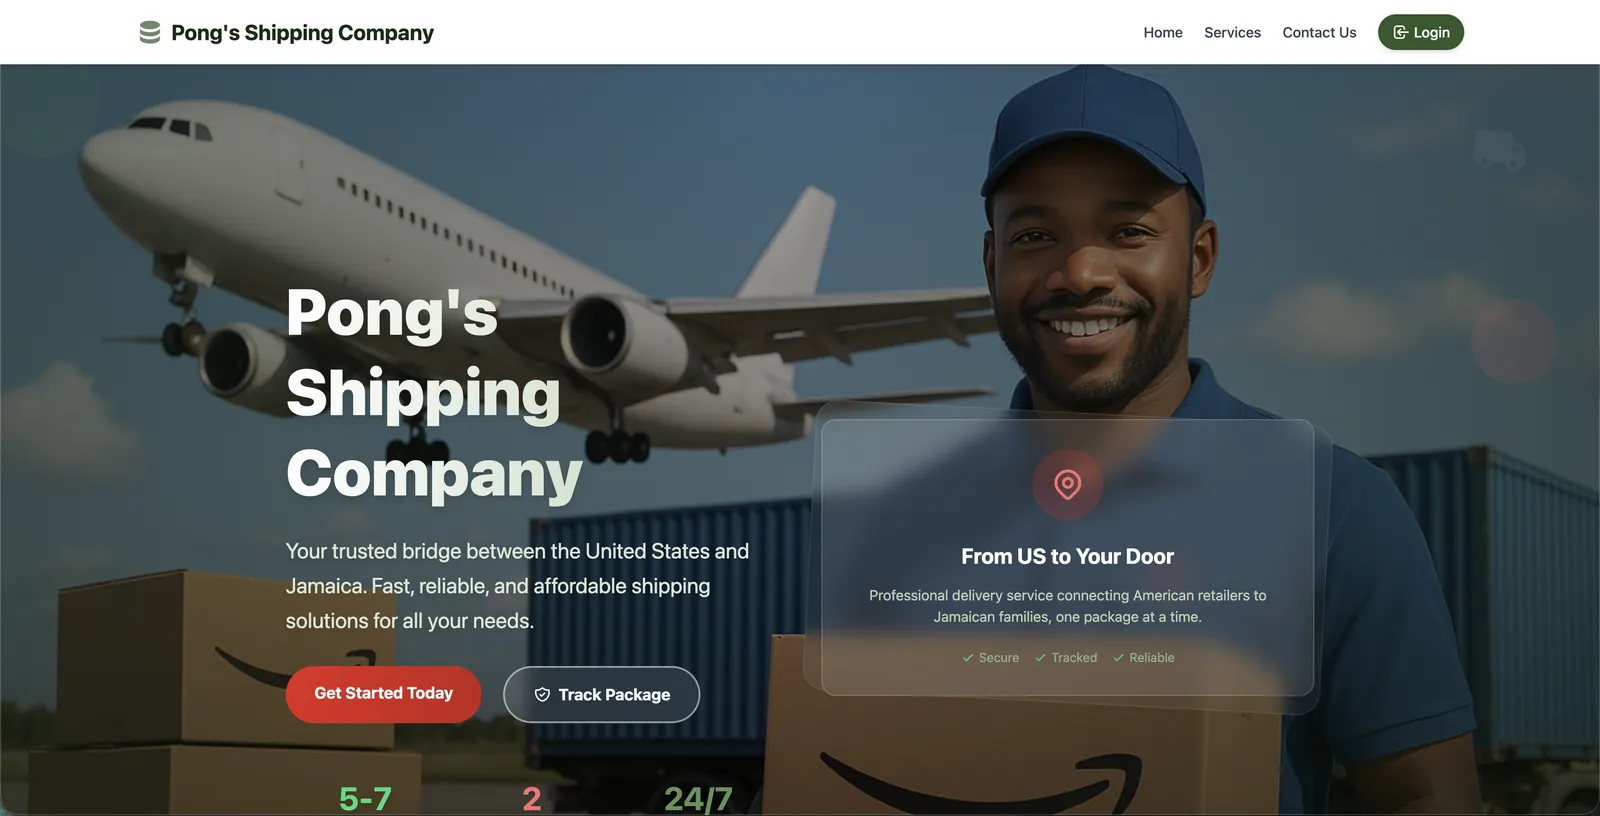 Pong's Shipping Company
Home
Services
Contact Us
Login
Pong's
Shipping
Company
Your trusted bridge between the United States and
Jamaica. Fast, reliable, and affordable shipping
solutions for all your needs.
Get Started Today
Track Package
From US to Your Door
Professional delivery service connecting American retailers to
Jamaican families, one package at a time.
Secure
Tracked
Reliable
5-7
2
24/7